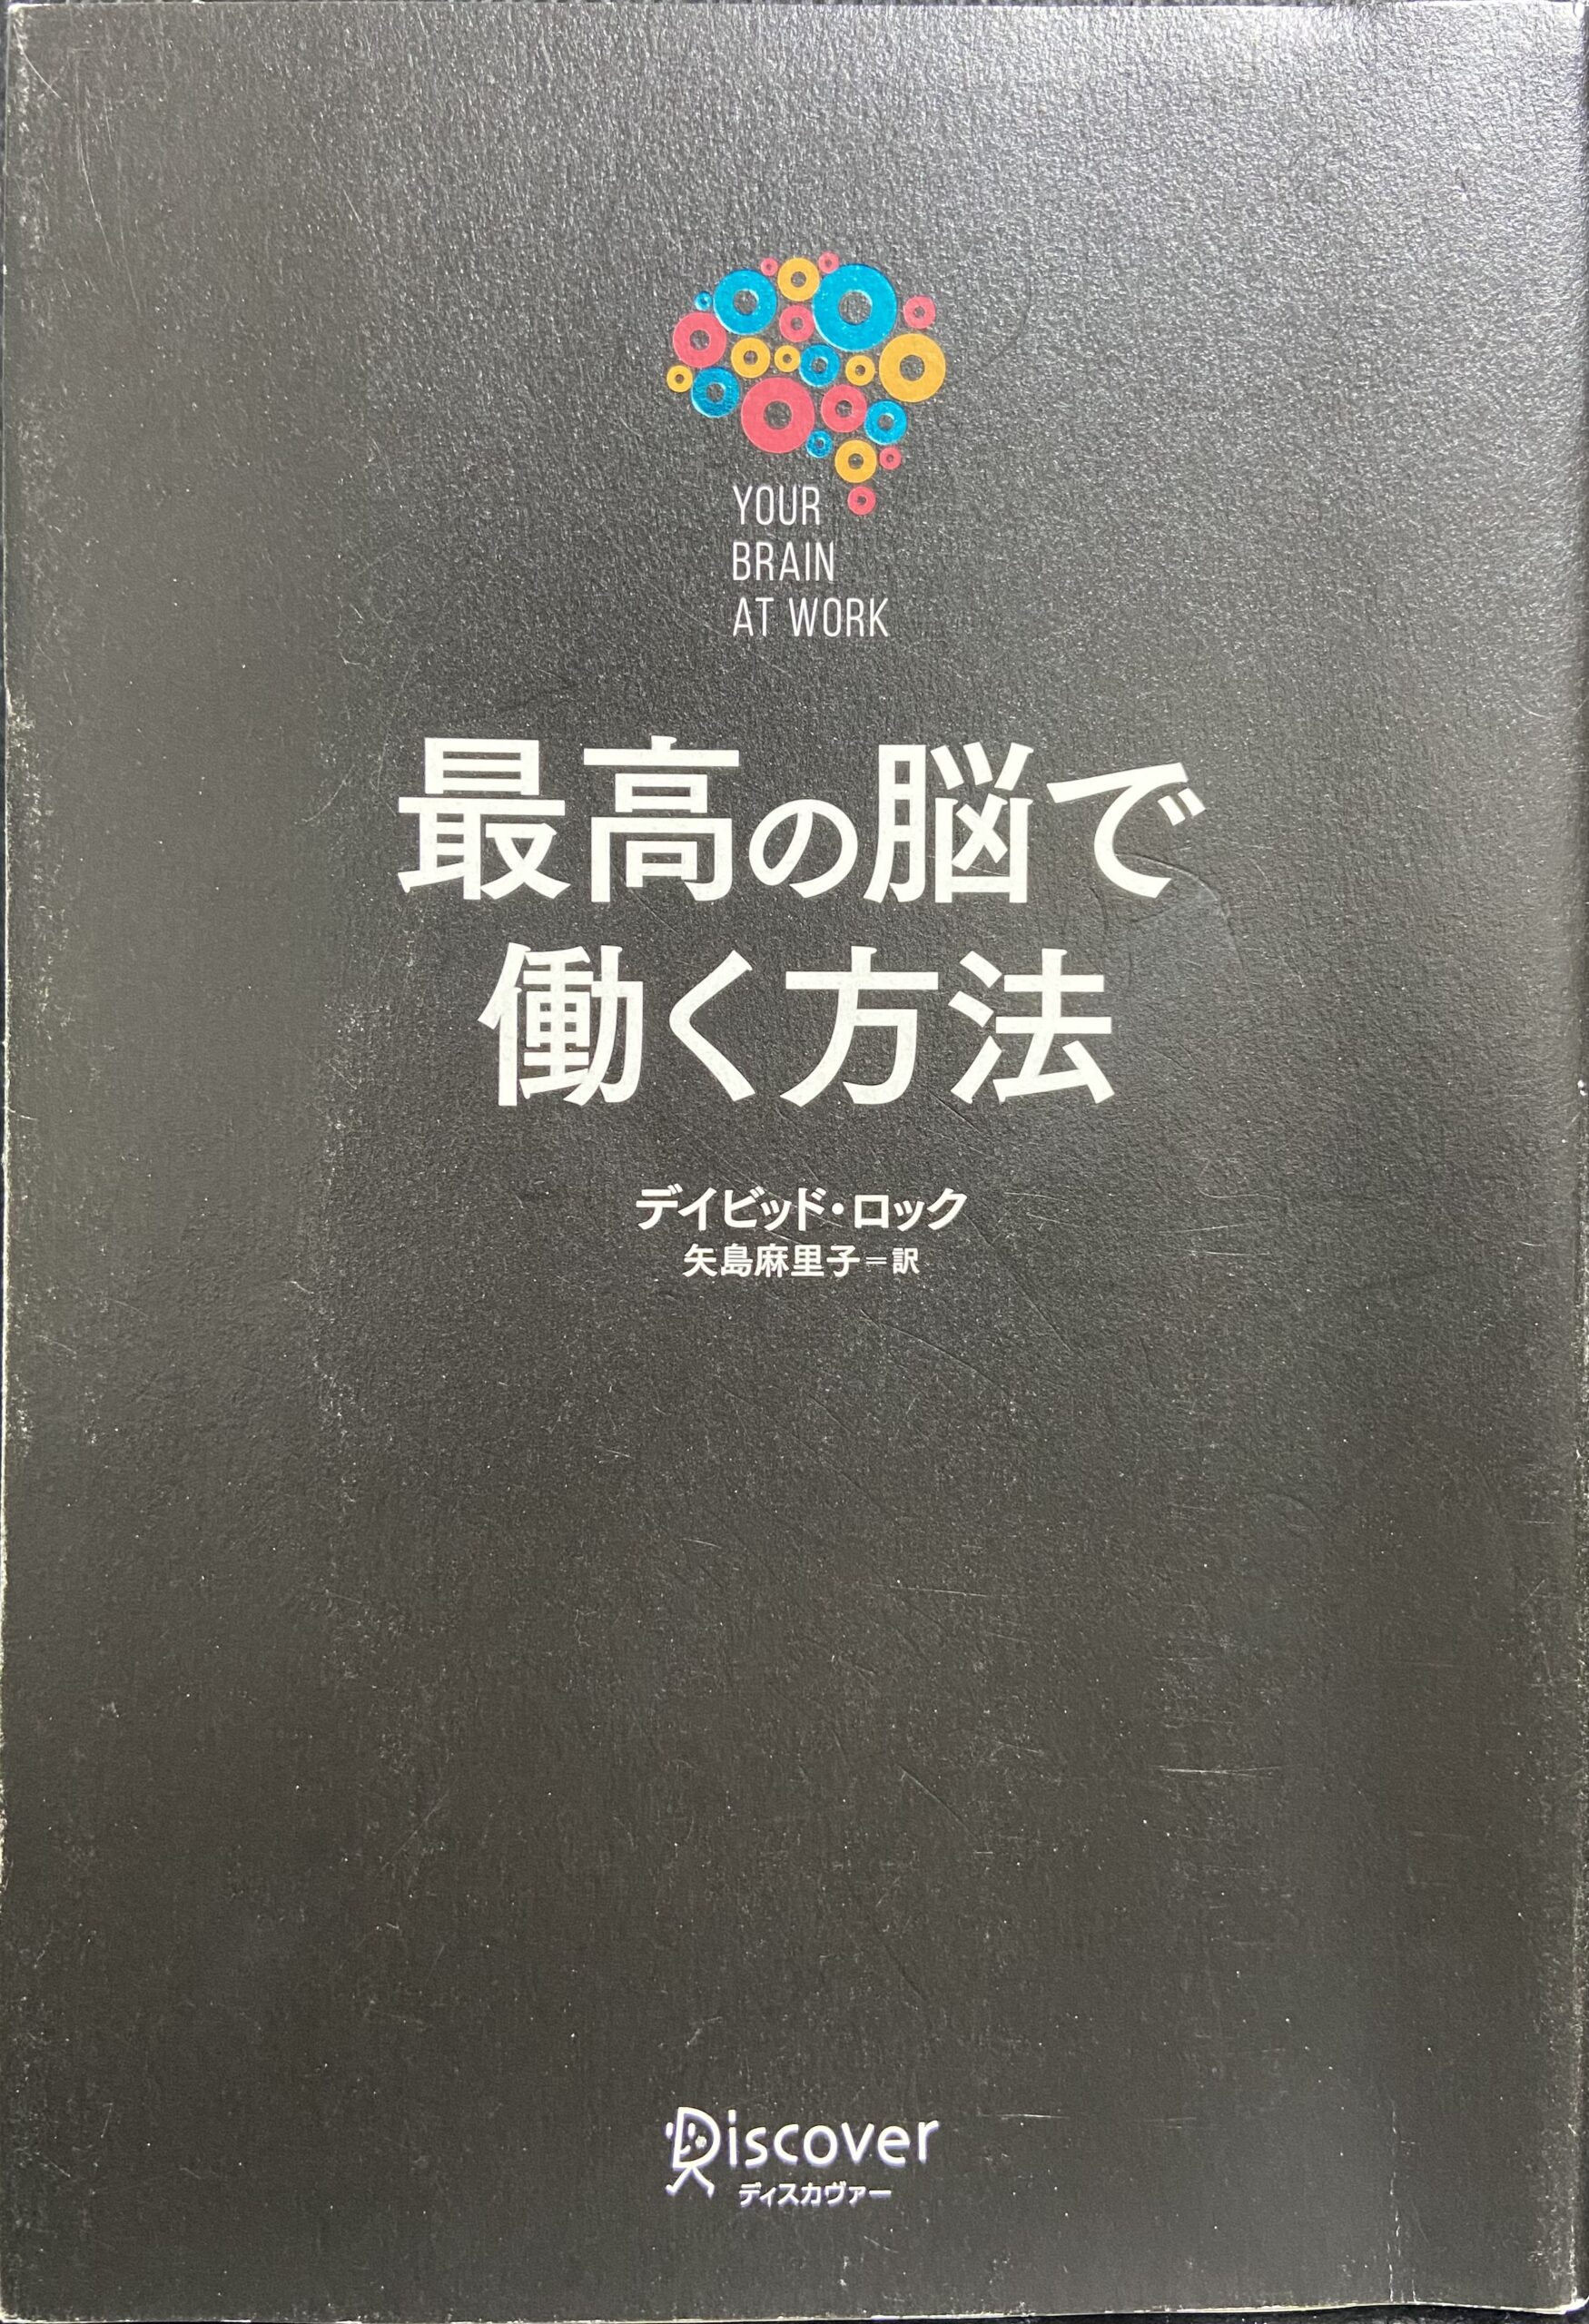 YOUR
BRAIN
AT WORK
最高の脳で
働く方法
デイビッド・ロック
矢島麻里子=訳
Discover
ディスカヴァー